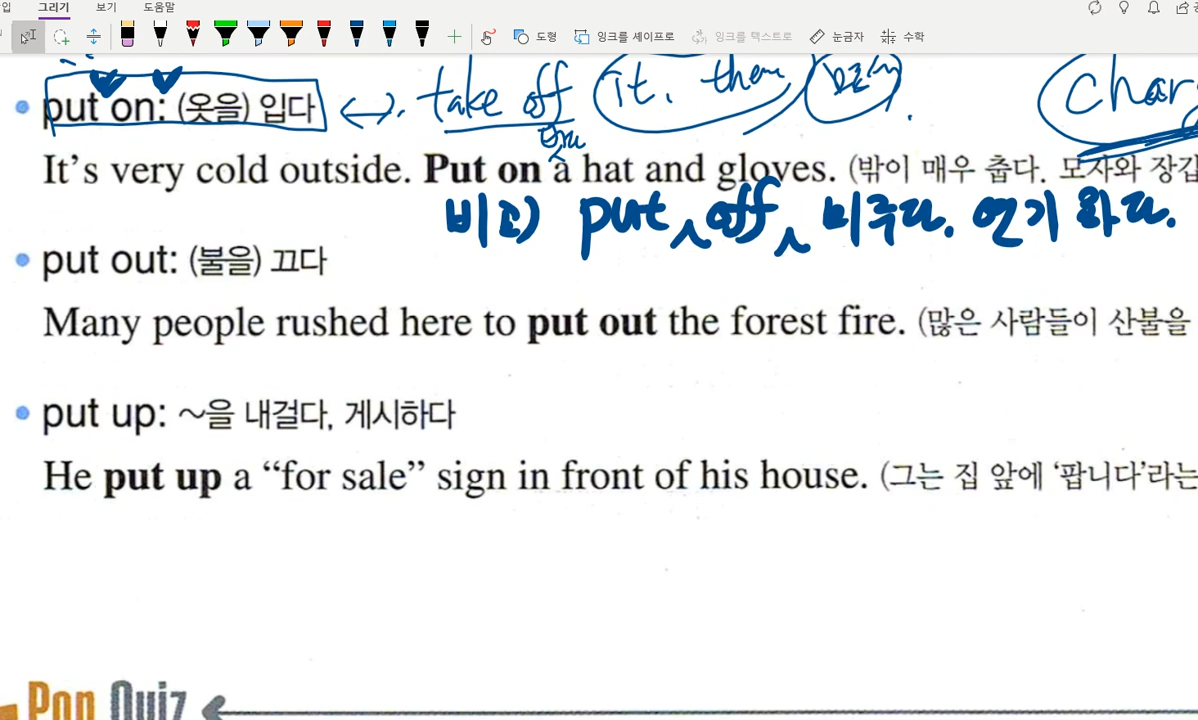 그리기 보기 도움말
도형 잉크를 셰이프로 잉크를 텍스트로 눈금자 수학
put on: (옷을) 입다 ↔ take off it, them char
It's very cold outside. Put on a hat and gloves. (밖이 매우 춥다. 모자와 장갑
비교) put off 미루다. 연기하다.
put out: (불을) 끄다
Many people rushed here to put out the forest fire. (많은 사람들이 산불을
put up: ~을 내걸다, 게시하다
He put up a “for sale” sign in front of his house. (그는 집 앞에 ‘팝니다’라는
Pop Quiz